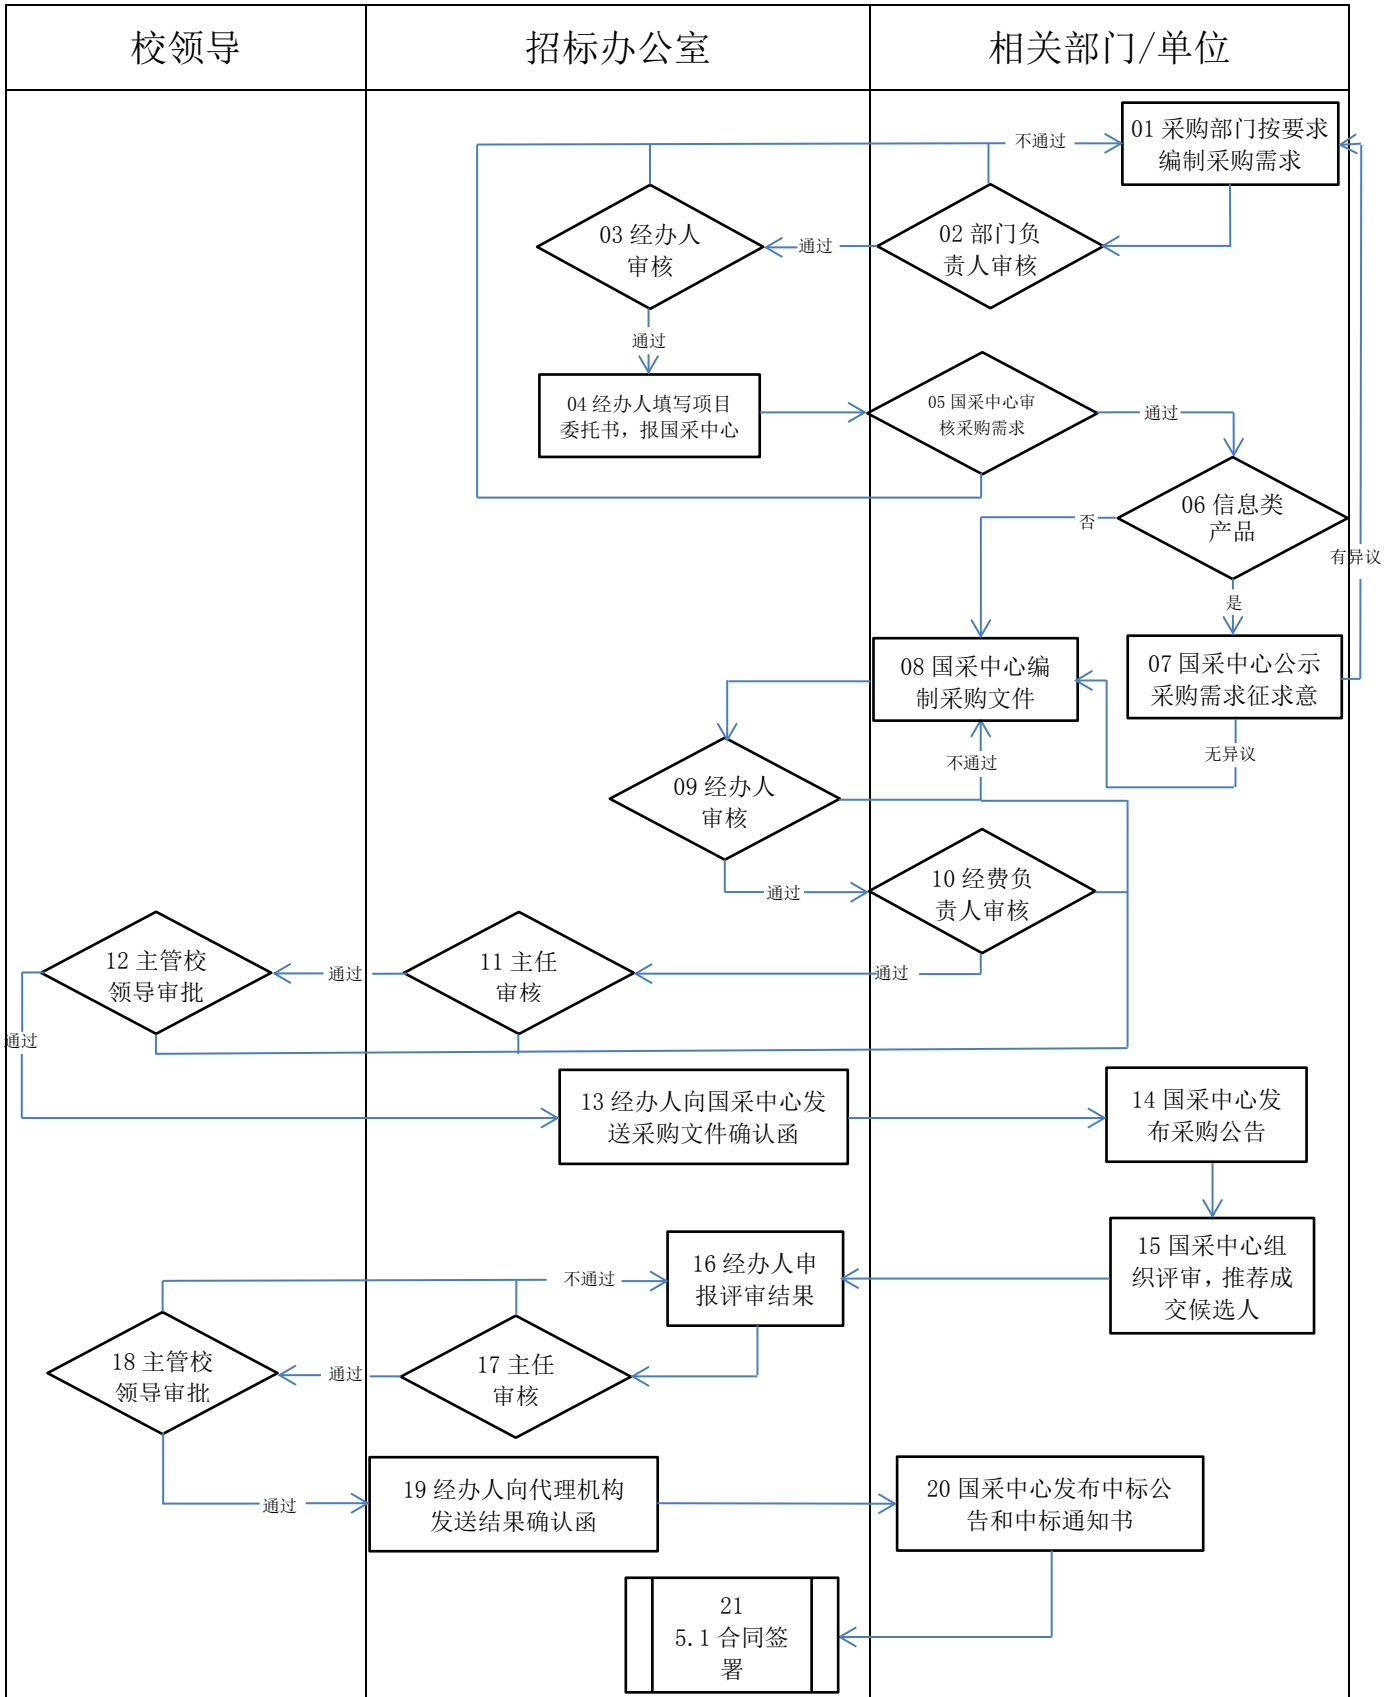 校领导
招标办公室
相关部门/单位
01 采购部门按要求
编制采购需求
不通过
02 部门负
责人审核
通过
03 经办人
审核
通过
04 经办人填写项目
委托书，报国采中心
05 国采中心审
核采购需求
通过
06 信息类
产品
否
有异议
是
07 国采中心公示
采购需求征求意
08 国采中心编
制采购文件
无异议
不通过
09 经办人
审核
通过
10 经费负
责人审核
通过
11 主任
审核
通过
12 主管校
领导审批
通过
13 经办人向国采中心发
送采购文件确认函
14 国采中心发
布采购公告
15 国采中心组
织评审，推荐成
交候选人
16 经办人申
报评审结果
不通过
17 主任
审核
通过
18 主管校
领导审批
通过
19 经办人向代理机构
发送结果确认函
20 国采中心发布中标公
告和中标通知书
21
5.1 合同签
署